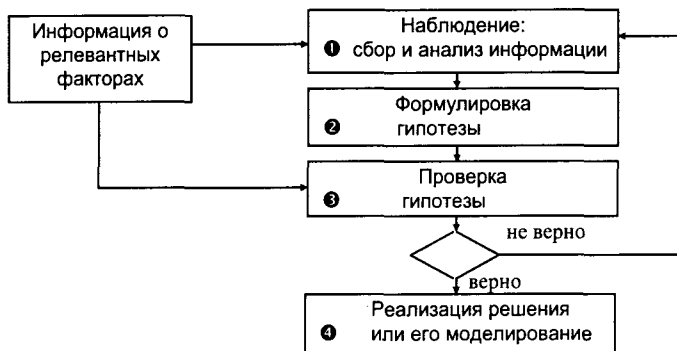 Информация о
релевантных
факторах
Наблюдение:
❶ сбор и анализ информации
Формулировка
❷ гипотезы
Проверка
❸ гипотезы
не верно
верно
Реализация решения
❹ или его моделирование